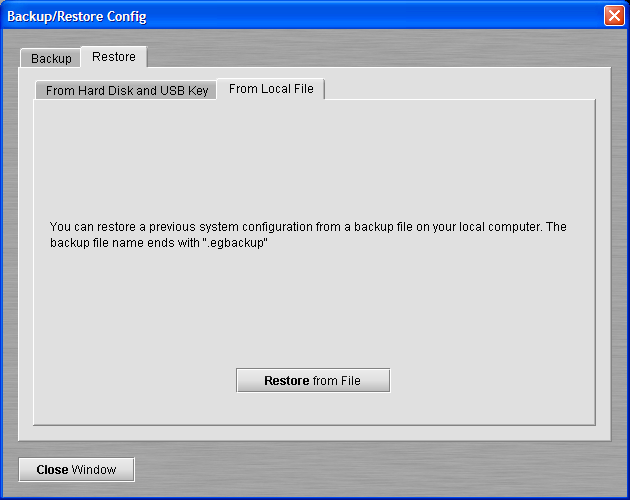 Backup/Restore Config
Backup
Restore
From Hard Disk and USB Key
From Local File
You can restore a previous system configuration from a backup file on your local computer. The
backup file name ends with ".egbackup"
Restore from File
Close Window